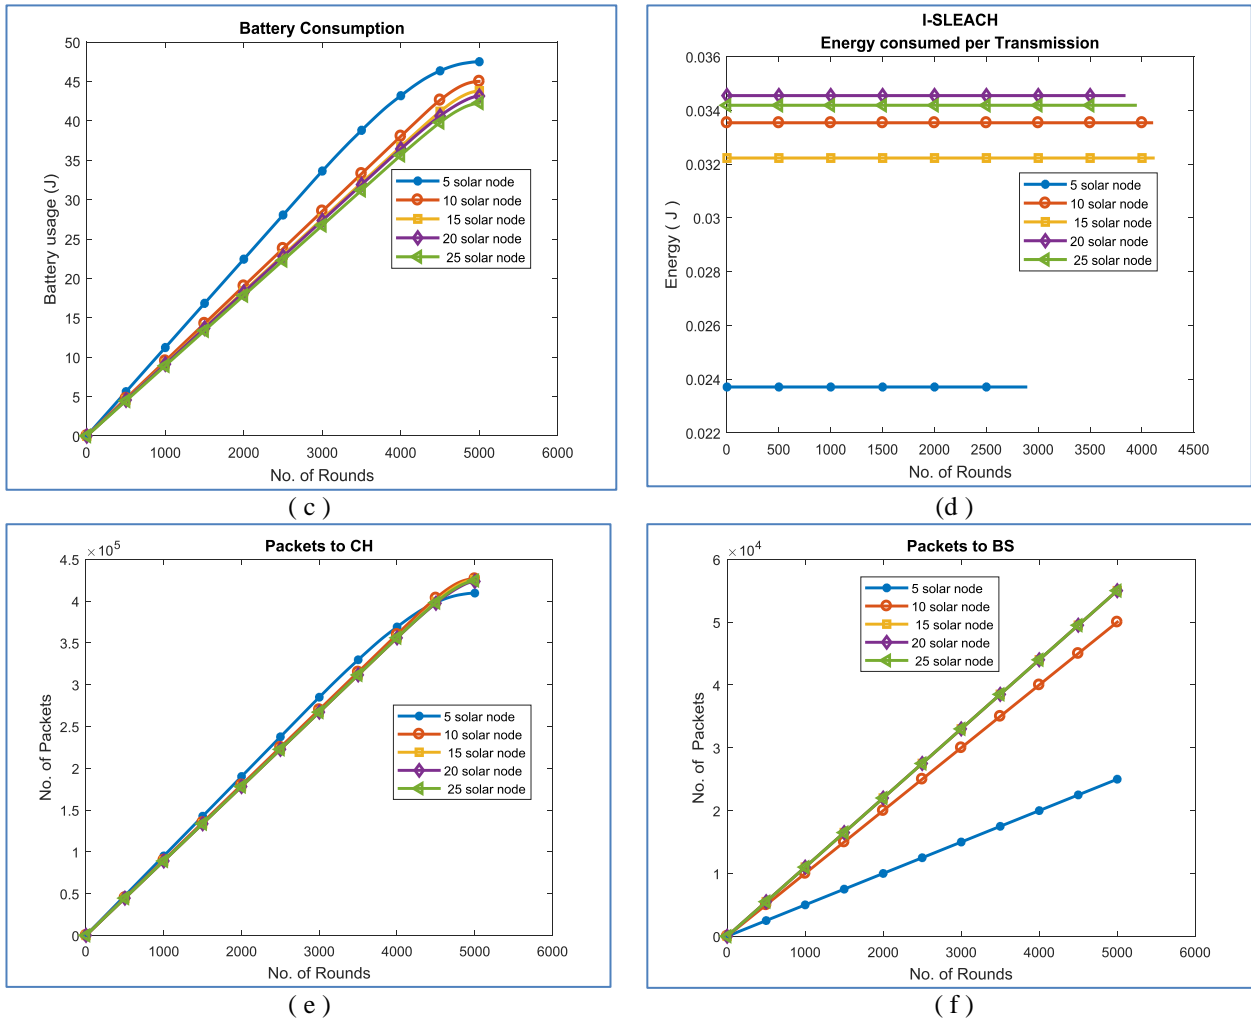 Battery Consumption
50
45
40
35
30
25
20
15
10
5
0
Battery usage (J)
5 solar node
10 solar node
15 solar node
20 solar node
25 solar node
0 1000 2000 3000 4000 5000 6000
No. of Rounds
( c )
I-SLEACH
Energy consumed per Transmission
0.036
0.034
0.032
0.03
0.028
0.026
0.024
0.022
Energy ( J )
5 solar node
10 solar node
15 solar node
20 solar node
25 solar node
0 500 1000 1500 2000 2500 3000 3500 4000 4500
No. of Rounds
(d )
Packets to CH
× 10^5
4.5
4
3.5
3
2.5
2
1.5
1
0.5
0
No. of Packets
5 solar node
10 solar node
15 solar node
20 solar node
25 solar node
0 1000 2000 3000 4000 5000 6000
No. of Rounds
( e )
Packets to BS
× 10^4
6
5
4
3
2
1
0
No. of Packets
5 solar node
10 solar node
15 solar node
20 solar node
25 solar node
0 1000 2000 3000 4000 5000 6000
No. of Rounds
( f )